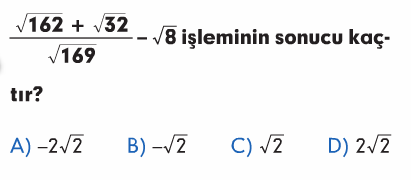 (√162 + √32)/√169 – √8 işleminin sonucu kaç-
tır?
A) –2√2 B) –√2 C) √2 D) 2√2